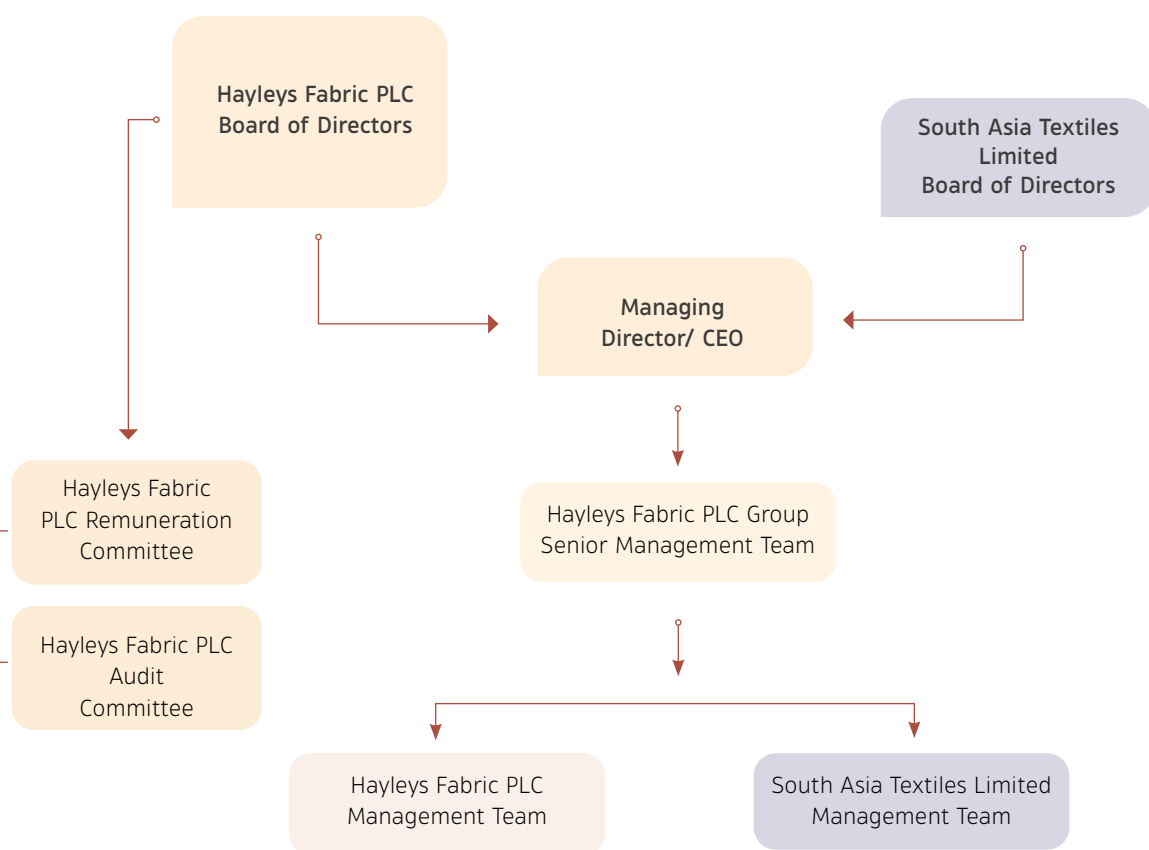 Hayleys Fabric PLC
Board of Directors
South Asia Textiles
Limited
Board of Directors
Managing
Director/ CEO
Hayleys Fabric
PLC Remuneration
Committee
Hayleys Fabric PLC Group
Senior Management Team
Hayleys Fabric PLC
Audit
Committee
Hayleys Fabric PLC
Management Team
South Asia Textiles Limited
Management Team